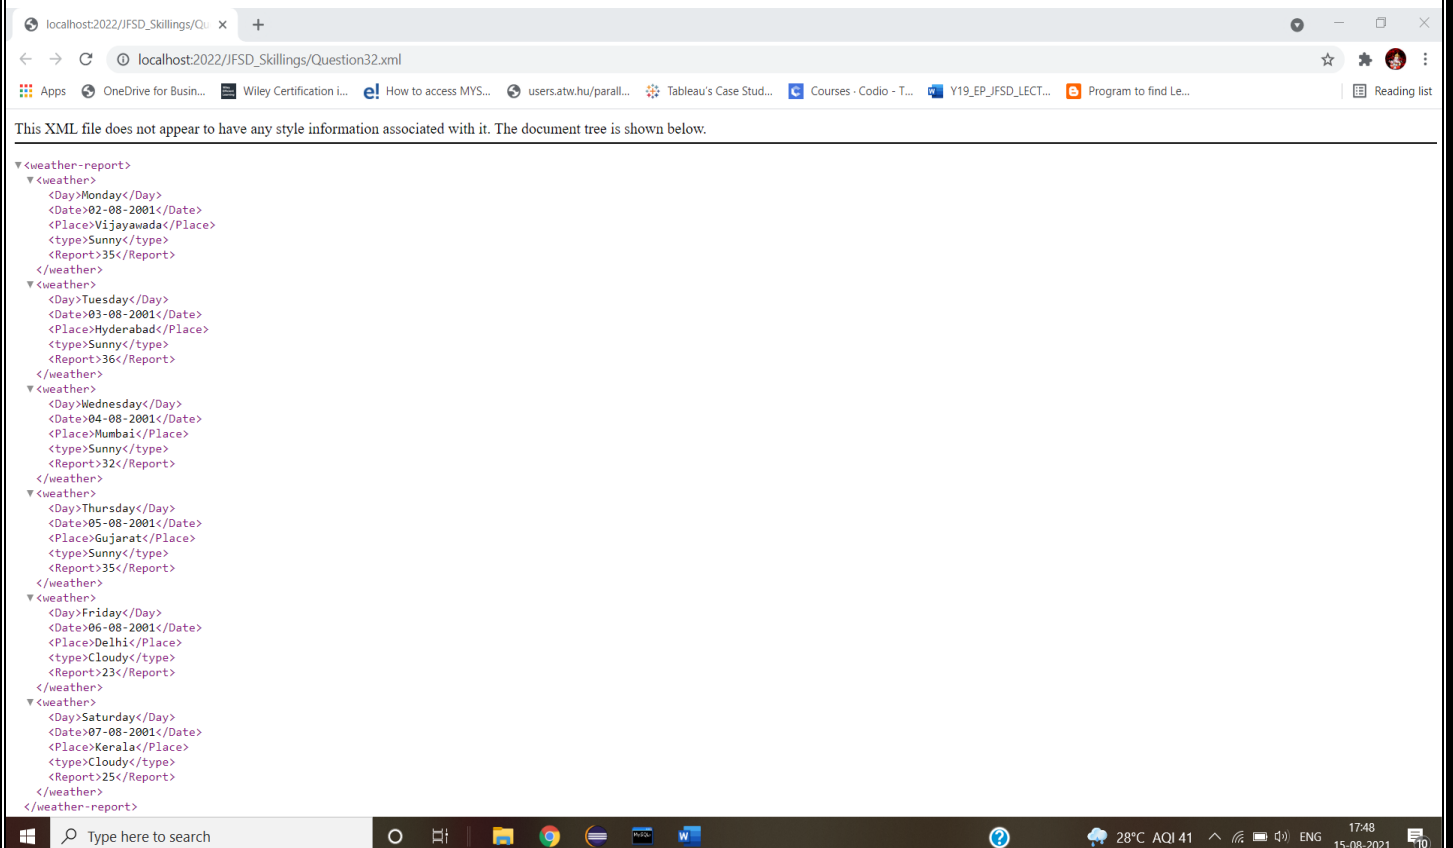 localhost:2022/JFSD_Skillings/Qu
localhost:2022/JFSD_Skillings/Question32.xml
Apps OneDrive for Busin... Wiley Certification i... How to access MYS... users.atw.hu/parall... Tableau's Case Stud... Courses - Codio - T... Y19_EP_JFSD_LECT... Program to find Le... Reading list
This XML file does not appear to have any style information associated with it. The document tree is shown below.
<weather-report>
<weather>
<Day>Monday</Day>
<Date>02-08-2001</Date>
<Place>Vijayawada</Place>
<type>Sunny</type>
<Report>35</Report>
</weather>
<weather>
<Day>Tuesday</Day>
<Date>03-08-2001</Date>
<Place>Hyderabad</Place>
<type>Sunny</type>
<Report>36</Report>
</weather>
<weather>
<Day>Wednesday</Day>
<Date>04-08-2001</Date>
<Place>Mumbai</Place>
<type>Sunny</type>
<Report>32</Report>
</weather>
<weather>
<Day>Thursday</Day>
<Date>05-08-2001</Date>
<Place>Gujarat</Place>
<type>Sunny</type>
<Report>35</Report>
</weather>
<weather>
<Day>Friday</Day>
<Date>06-08-2001</Date>
<Place>Delhi</Place>
<type>Cloudy</type>
<Report>23</Report>
</weather>
<weather>
<Day>Saturday</Day>
<Date>07-08-2001</Date>
<Place>Kerala</Place>
<type>Cloudy</type>
<Report>25</Report>
</weather>
</weather-report>
Type here to search
28°C AQI 41 ENG
17:48
15-08-2021
10